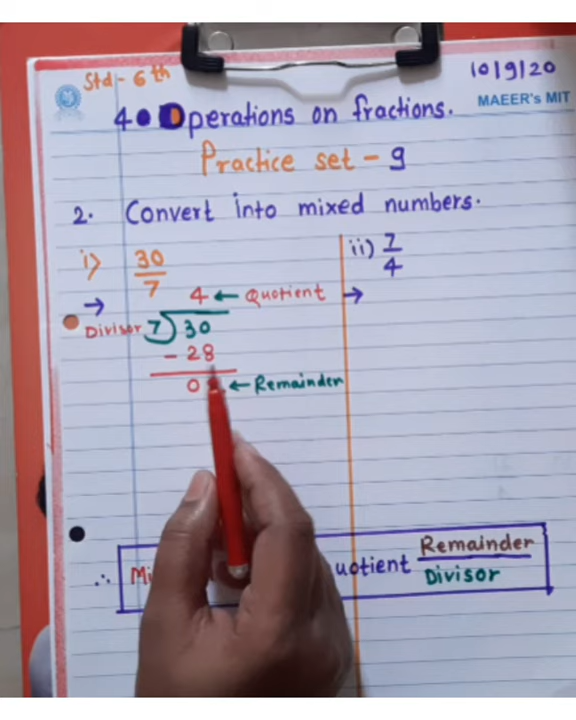 Std - 6th
10/9/20
MAEER's MIT
4. Operations on fractions.
Practice set - 9
2. Convert into mixed numbers.
i) 30/7
→ 4 ← Quotient
Divisor 7)30
- 28
0 ← Remainder
ii) 7/4
→
∴ Quotient Remainder/Divisor